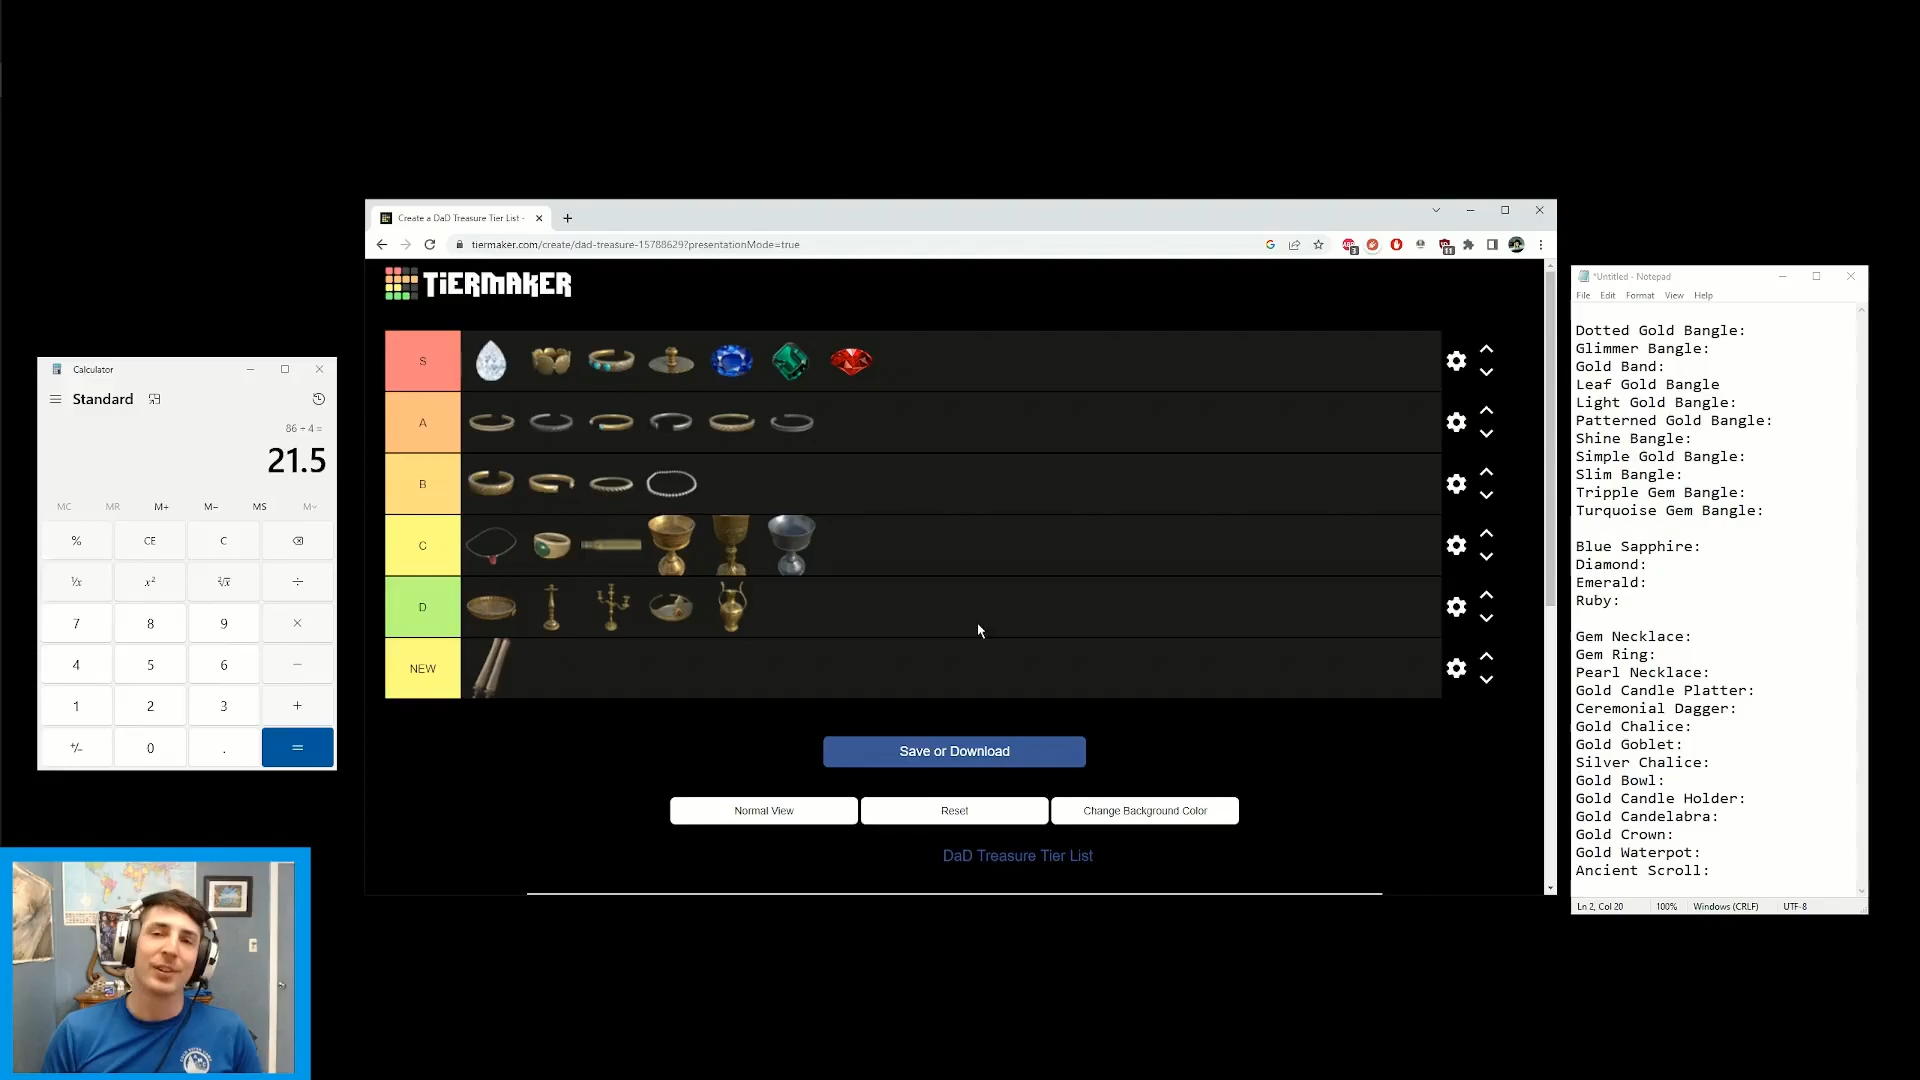 Create a DaD Treasure Tier List -
tiermaker.com/create/dad-treasure-15788629?presentationMode=true
TiERMAKER
S
A
B
C
D
NEW
Save or Download
Normal View
Reset
Change Background Color
DaD Treasure Tier List
Calculator
Standard
86 ÷ 4 =
21.5
MC MR M+ M− MS M˅
% CE C
¹/x x² ²√x ÷
7 8 9 ×
4 5 6 −
1 2 3 +
+/− 0 . =
*Untitled - Notepad
File Edit Format View Help
Dotted Gold Bangle:
Glimmer Bangle:
Gold Band:
Leaf Gold Bangle
Light Gold Bangle:
Patterned Gold Bangle:
Shine Bangle:
Simple Gold Bangle:
Slim Bangle:
Tripple Gem Bangle:
Turquoise Gem Bangle:
Blue Sapphire:
Diamond:
Emerald:
Ruby:
Gem Necklace:
Gem Ring:
Pearl Necklace:
Gold Candle Platter:
Ceremonial Dagger:
Gold Chalice:
Gold Goblet:
Silver Chalice:
Gold Bowl:
Gold Candle Holder:
Gold Candelabra:
Gold Crown:
Gold Waterpot:
Ancient Scroll:
Ln 2, Col 20 100% Windows (CRLF) UTF-8